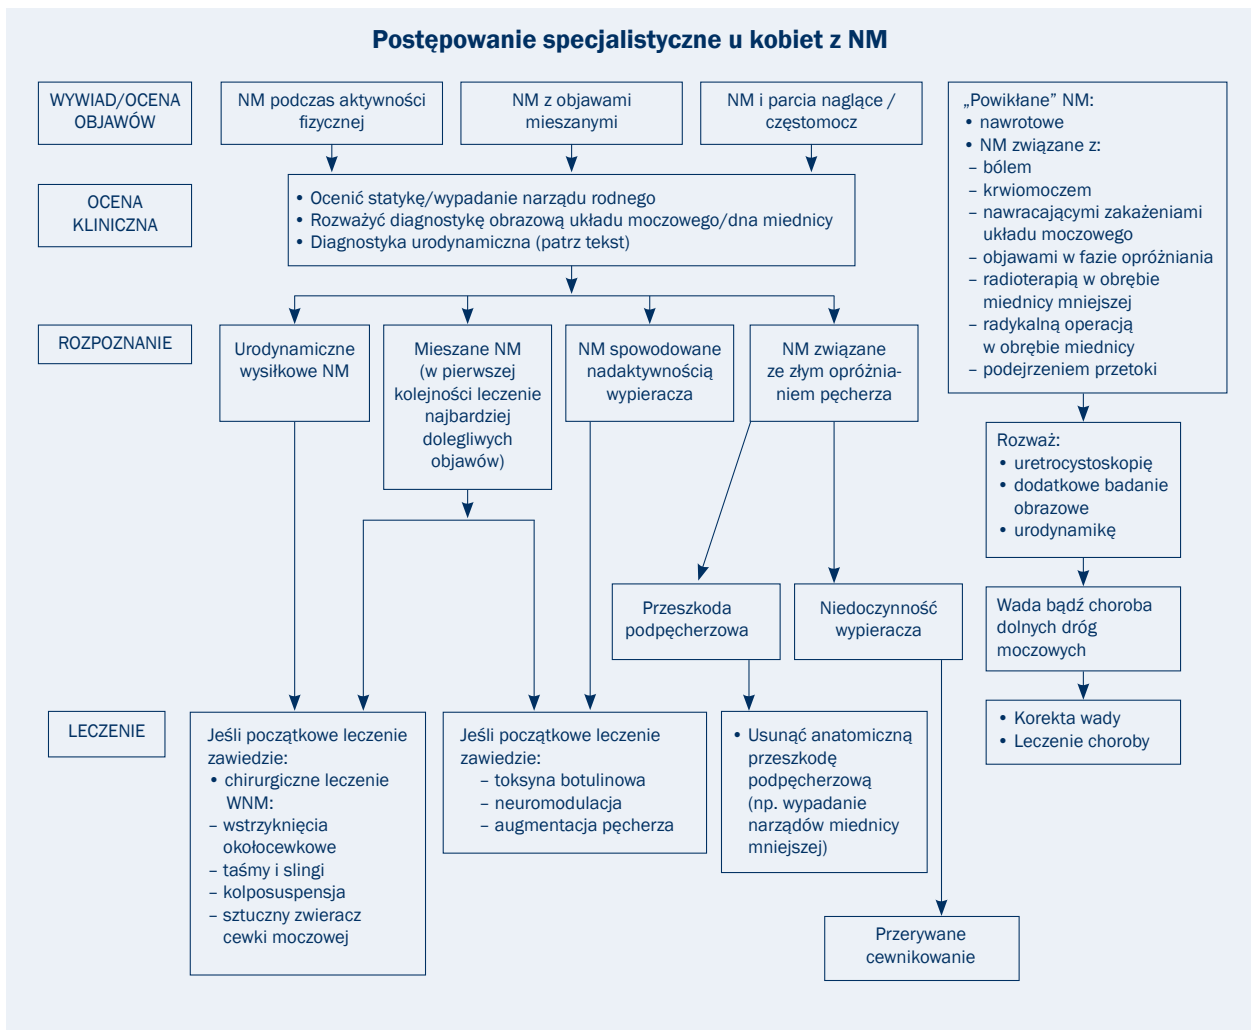 Postępowanie specjalistyczne u kobiet z NM
WYWIAD/OCENA
OBJAWÓW
NM podczas aktywności
fizycznej
NM z objawami
mieszanymi
NM i parcia naglące /
częstomocz
„Powikłane” NM:
• nawrotowe
• NM związane z:
– bólem
– krwiomoczem
– nawracającymi zakażeniami
układu moczowego
– objawami w fazie opróżniania
– radioterapią w obrębie
miednicy mniejszej
– radykalną operacją
w obrębie miednicy
– podejrzeniem przetoki
OCENA
KLINICZNA
• Ocenić statykę/wypadanie narządu rodnego
• Rozważyć diagnostykę obrazową układu moczowego/dna miednicy
• Diagnostyka urodynamiczna (patrz tekst)
ROZPOZNANIE
Urodynamiczne
wysiłkowe NM
Mieszane NM
(w pierwszej
kolejności leczenie
najbardziej
dolegliwych
objawów)
NM spowodowane
nadaktywnością
wypieracza
NM związane
ze złym opróżnia-
niem pęcherza
Rozważ:
• uretrocystoskopię
• dodatkowe badanie
obrazowe
• urodynamikę
Przeszkoda
podpęcherzowa
Niedoczynność
wypieracza
Wada bądź choroba
dolnych dróg
moczowych
LECZENIE
Jeśli początkowe leczenie
zawiedzie:
• chirurgiczne leczenie
WNM:
– wstrzyknięcia
okołocewkowe
– taśmy i slingi
– kolposuspensja
– sztuczny zwieracz
cewki moczowej
Jeśli początkowe leczenie
zawiedzie:
– toksyna botulinowa
– neuromodulacja
– augmentacja pęcherza
• Usunąć anatomiczną
przeszkodę
podpęcherzową
(np. wypadanie
narządów miednicy
mniejszej)
• Korekta wady
• Leczenie choroby
Przerywane
cewnikowanie